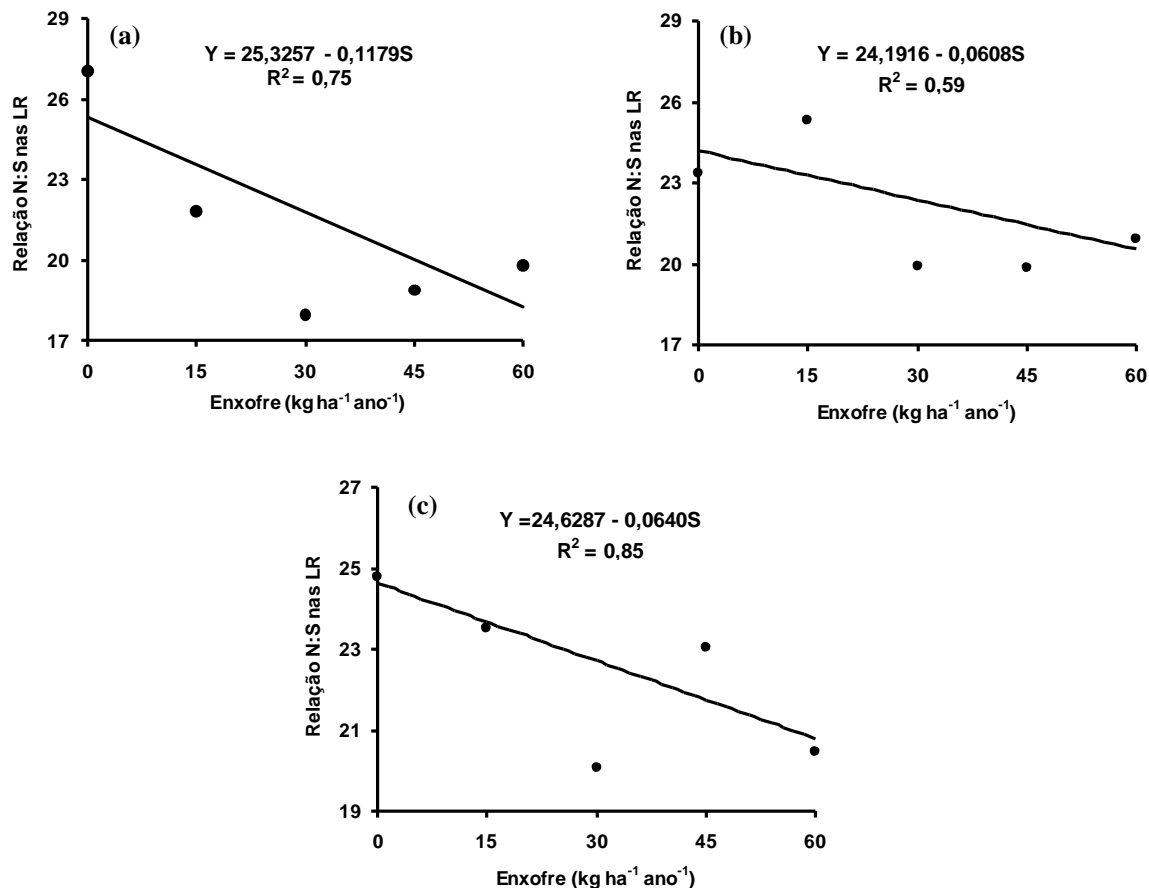 (a)
Y = 25,3257 - 0,1179S
R² = 0,75
Relação N:S nas LR
29
26
23
20
17
0 15 30 45 60
Enxofre (kg ha⁻¹ ano⁻¹)
(b)
Y = 24,1916 - 0,0608S
R² = 0,59
Relação N:S nas LR
29
26
23
20
17
0 15 30 45 60
Enxofre (kg ha⁻¹ ano⁻¹)
(c)
Y =24,6287 - 0,0640S
R² = 0,85
Relação N:S nas LR
27
25
23
21
19
0 15 30 45 60
Enxofre (kg ha⁻¹ ano⁻¹)